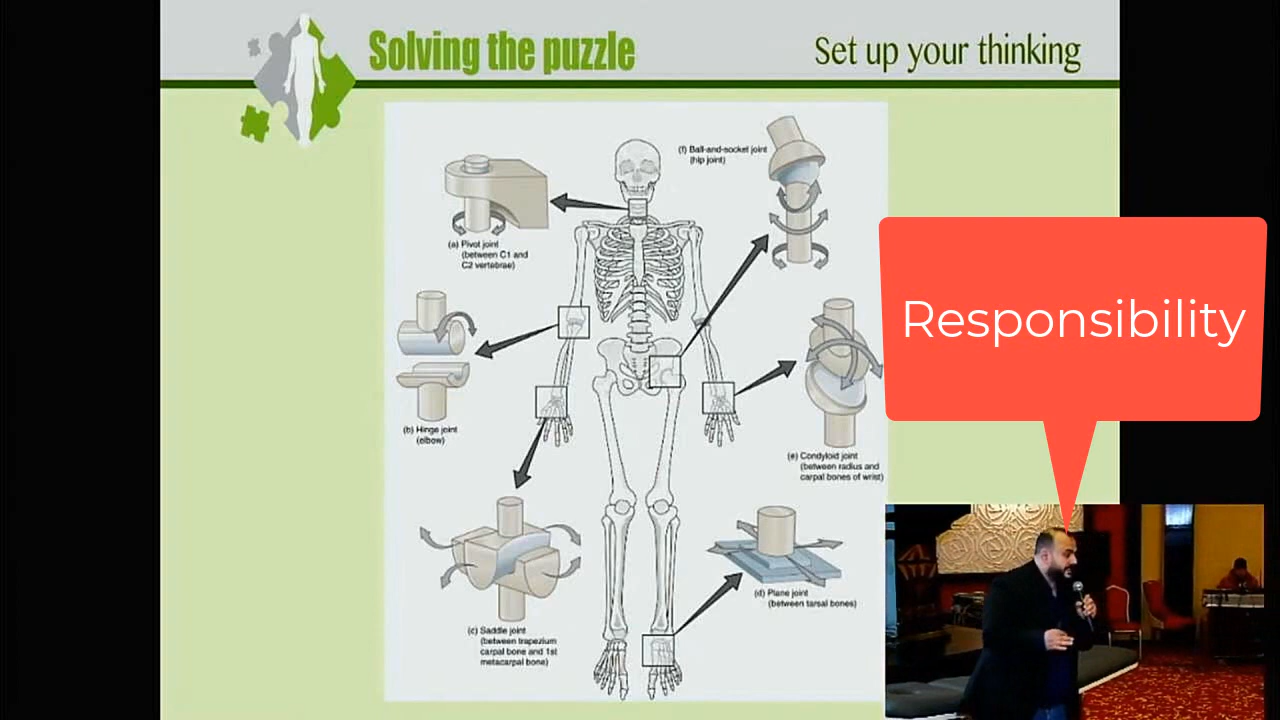 Solving the puzzle
Set up your thinking
(f) Ball-and-socket joint
(hip joint)
(a) Pivot joint
(between C1 and
C2 vertebrae)
Responsibility
(b) Hinge joint
(elbow)
(e) Condyloid joint
(between radius and
carpal bones of wrist)
(d) Plane joint
(between tarsal bones)
(c) Saddle joint
(between trapezium
carpal bone and 1st
metacarpal bone)